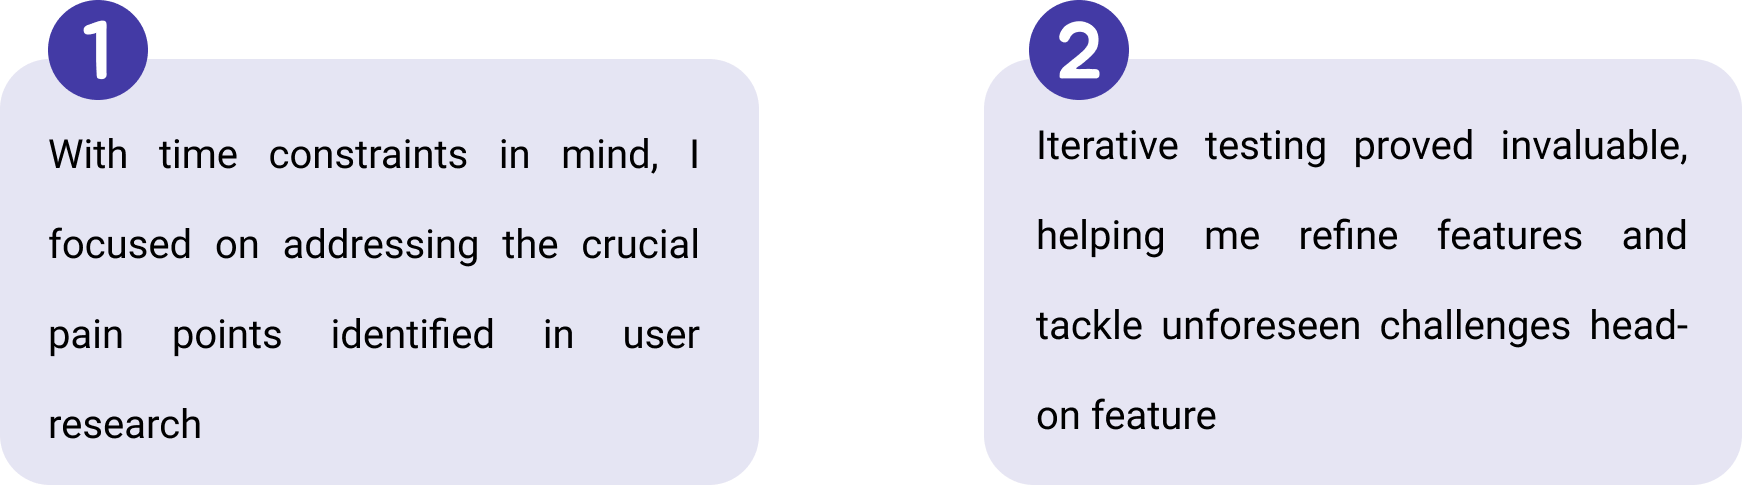 1
With time constraints in mind, I
focused on addressing the crucial
pain points identified in user
research
2
Iterative testing proved invaluable,
helping me refine features and
tackle unforeseen challenges head-
on feature